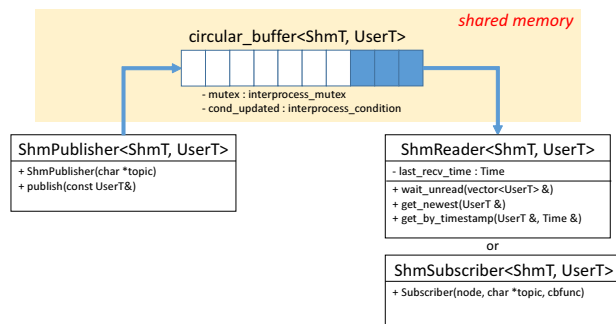 shared memory
circular_buffer<ShmT, UserT>
- mutex : interprocess_mutex
- cond_updated : interprocess_condition
ShmPublisher<ShmT, UserT>
+ ShmPublisher(char *topic)
+ publish(const UserT&)
ShmReader<ShmT, UserT>
- last_recv_time : Time
+ wait_unread(vector<UserT> &)
+ get_newest(UserT &)
+ get_by_timestamp(UserT &, Time &)
or
ShmSubscriber<ShmT, UserT>
+ Subscriber(node, char *topic, cbfunc)